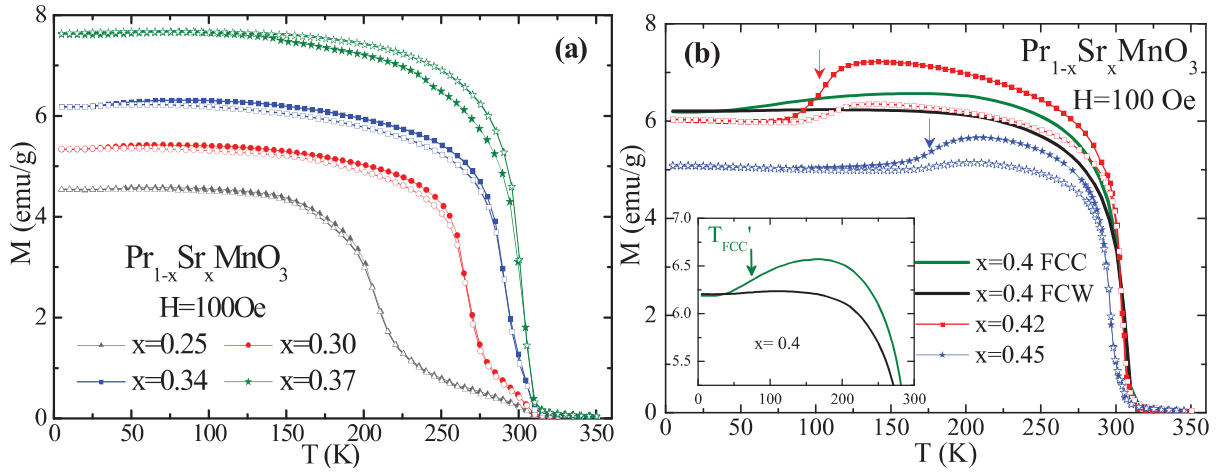 8
6
4
2
0
M (emu/g)
(a)
Pr1-xSrxMnO3
H=100Oe
x=0.25
x=0.30
x=0.34
x=0.37
0 50 100 150 200 250 300 350
T (K)
8
6
4
2
0
M (emu/g)
(b)
Pr1-xSrxMnO3
H=100 Oe
7.0
6.5
6.0
5.5
TFCC'
x= 0.4
0 100 200 300
x=0.4 FCC
x=0.4 FCW
x=0.42
x=0.45
0 50 100 150 200 250 300 350
T (K)